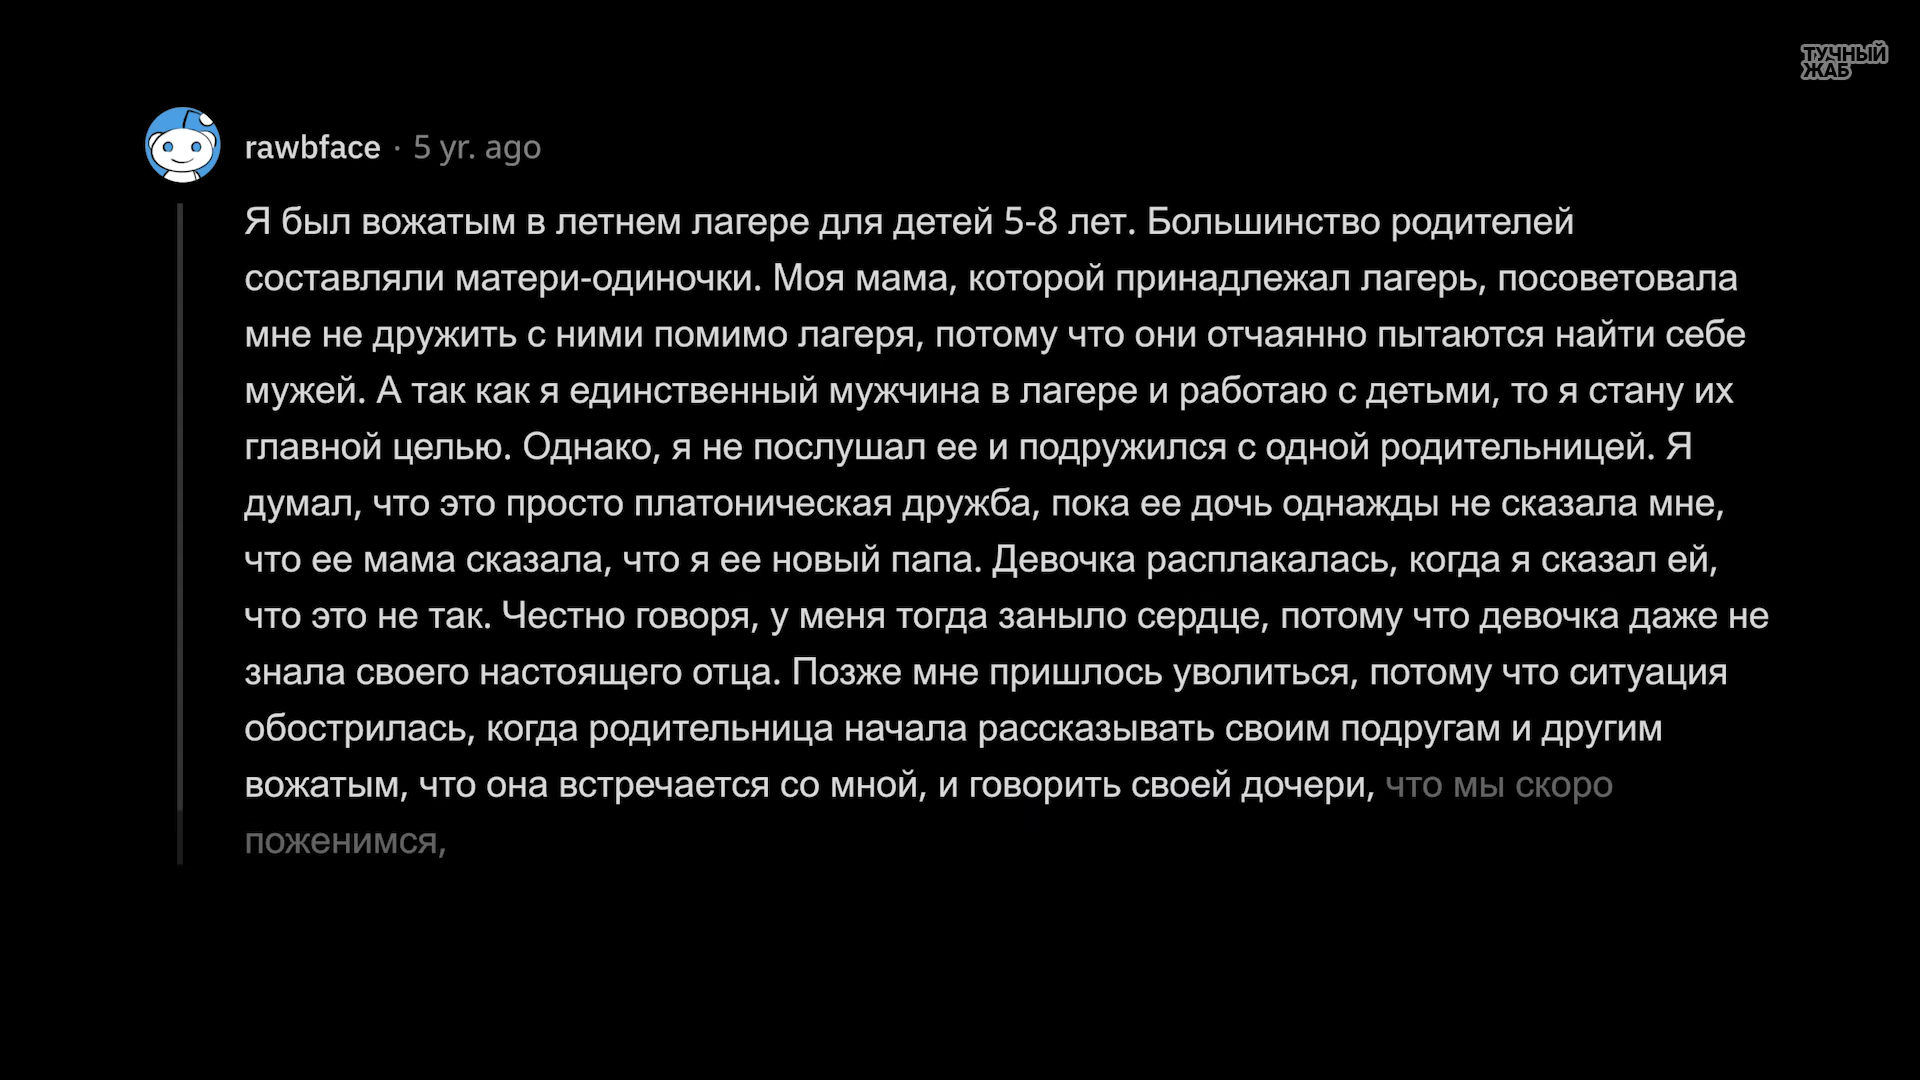 ТУЧНЫЙ
ЖАБ
rawbface · 5 yr. ago
Я был вожатым в летнем лагере для детей 5-8 лет. Большинство родителей
составляли матери-одиночки. Моя мама, которой принадлежал лагерь, посоветовала
мне не дружить с ними помимо лагеря, потому что они отчаянно пытаются найти себе
мужей. А так как я единственный мужчина в лагере и работаю с детьми, то я стану их
главной целью. Однако, я не послушал ее и подружился с одной родительницей. Я
думал, что это просто платоническая дружба, пока ее дочь однажды не сказала мне,
что ее мама сказала, что я ее новый папа. Девочка расплакалась, когда я сказал ей,
что это не так. Честно говоря, у меня тогда заныло сердце, потому что девочка даже не
знала своего настоящего отца. Позже мне пришлось уволиться, потому что ситуация
обострилась, когда родительница начала рассказывать своим подругам и другим
вожатым, что она встречается со мной, и говорить своей дочери, что мы скоро
поженимся,